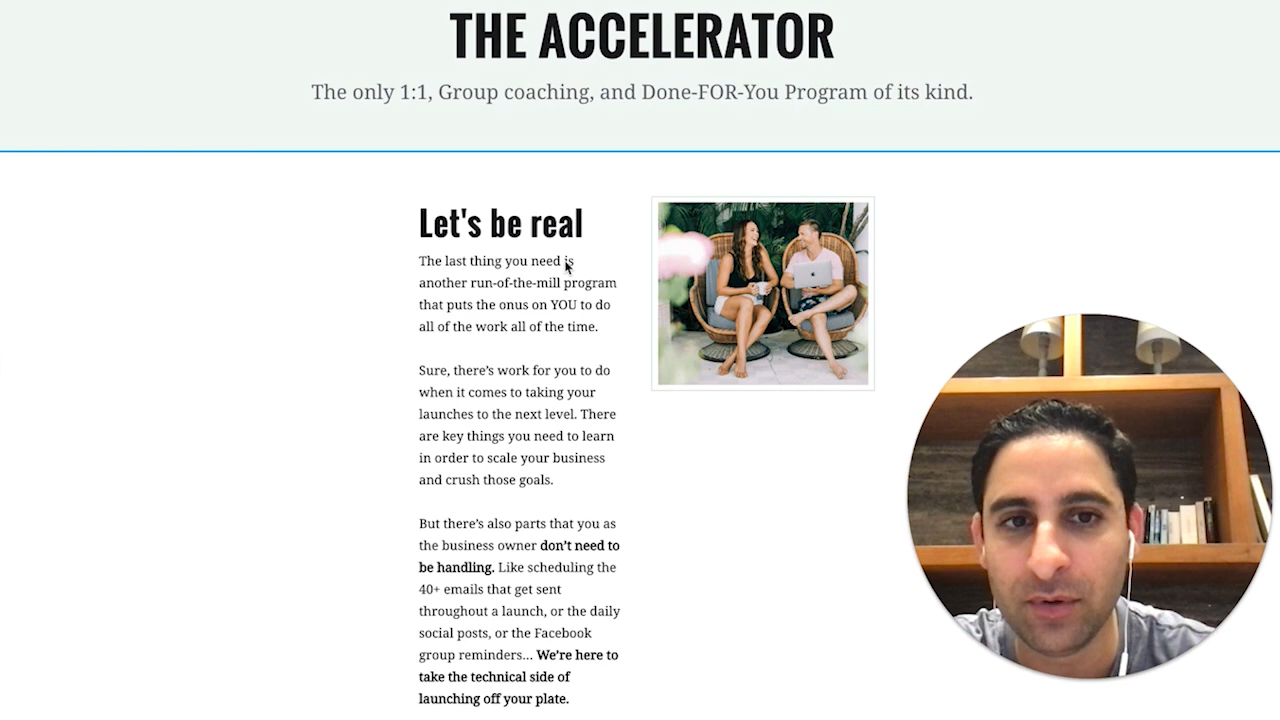 THE ACCELERATOR
The only 1:1, Group coaching, and Done-FOR-You Program of its kind.
Let's be real
The last thing you need is
another run-of-the-mill program
that puts the onus on YOU to do
all of the work all of the time.
Sure, there’s work for you to do
when it comes to taking your
launches to the next level. There
are key things you need to learn
in order to scale your business
and crush those goals.
But there’s also parts that you as
the business owner don’t need to
be handling. Like scheduling the
40+ emails that get sent
throughout a launch, or the daily
social posts, or the Facebook
group reminders... We’re here to
take the technical side of
launching off your plate.